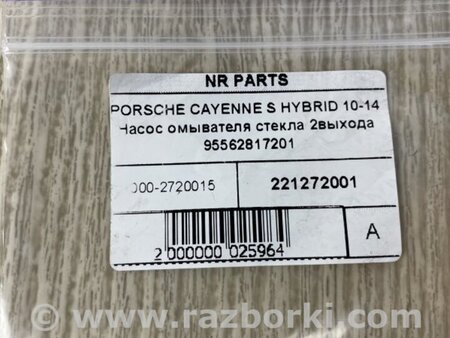 NR PARTS
PORSCHE CAYENNE S HYBRID 10-14
Насос омывателя стекла 2выхода
95562817201
000-2720015
221272001
2 000000 025964
A
© - www.razborki.com